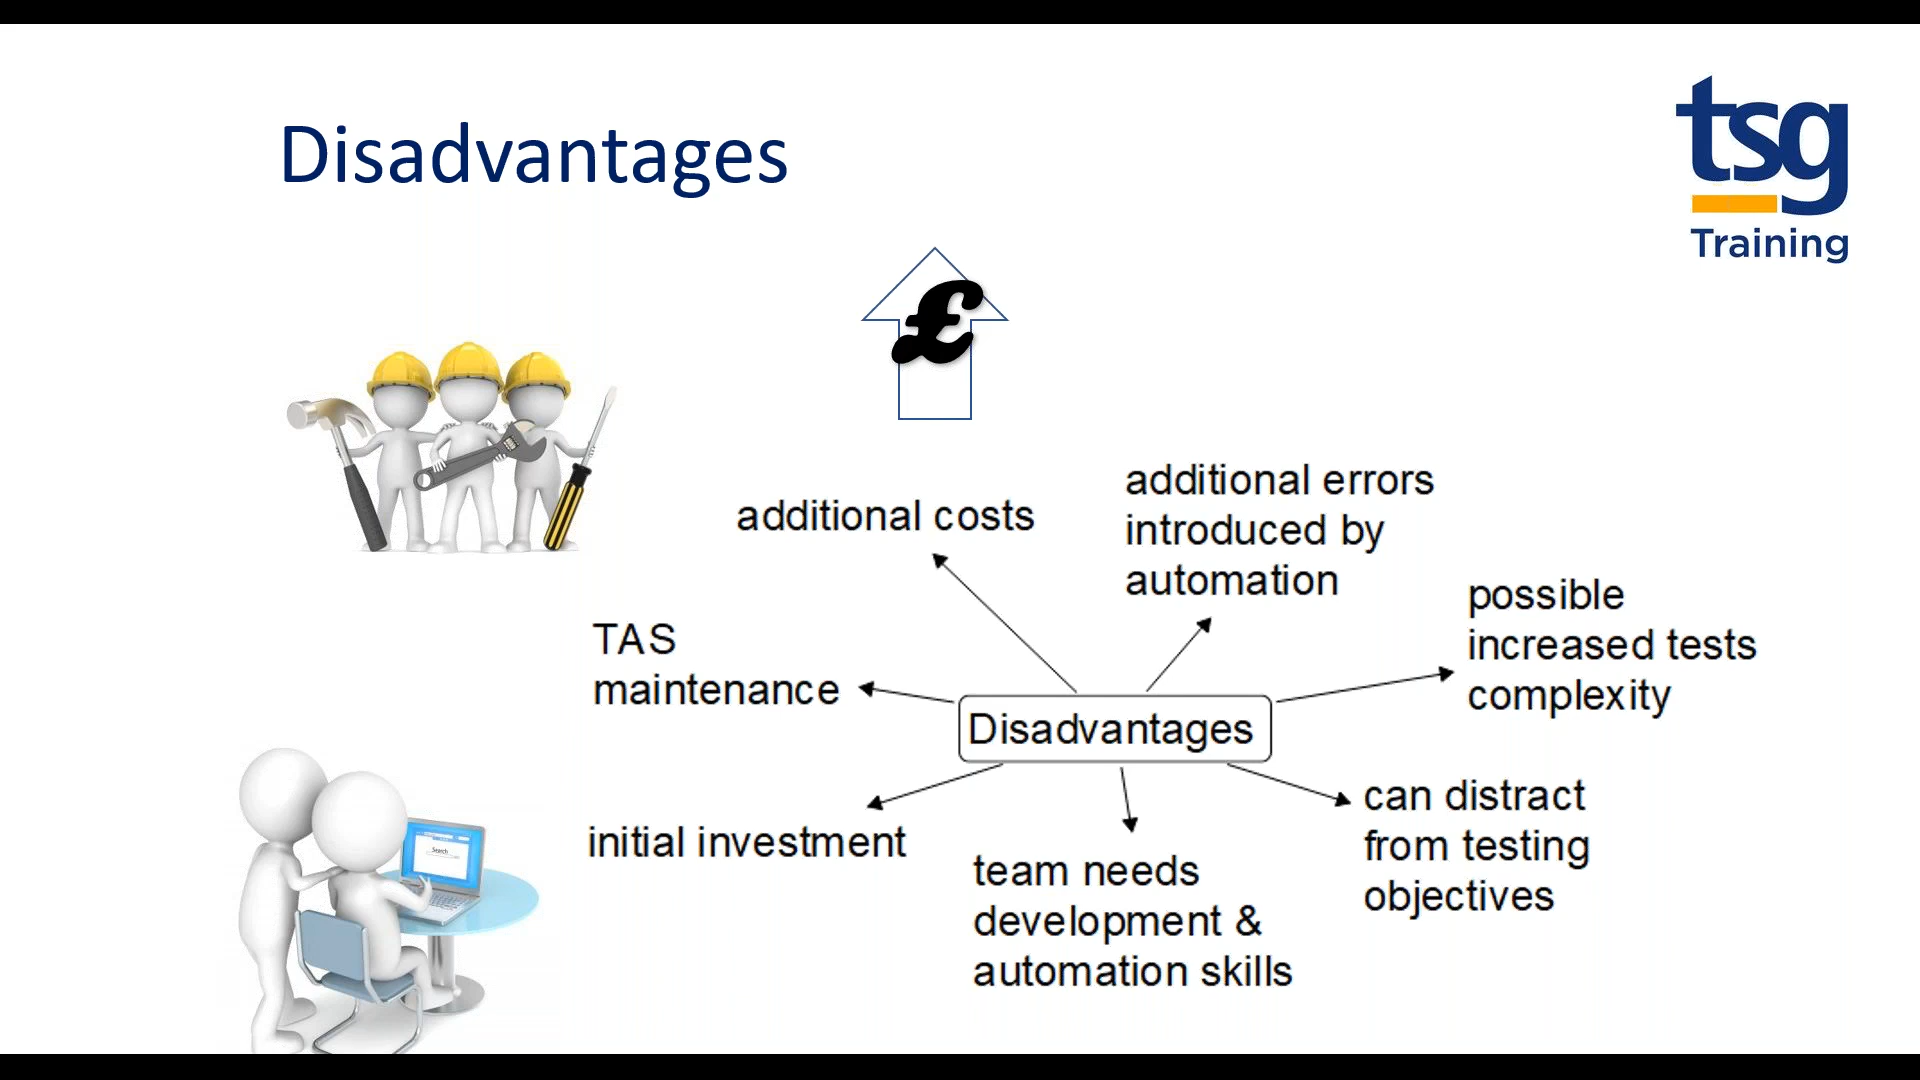 Disadvantages
tsg
Training
£
additional costs
additional errors
introduced by
automation
possible
increased tests
complexity
TAS
maintenance
Disadvantages
initial investment
team needs
development &
automation skills
can distract
from testing
objectives
Search